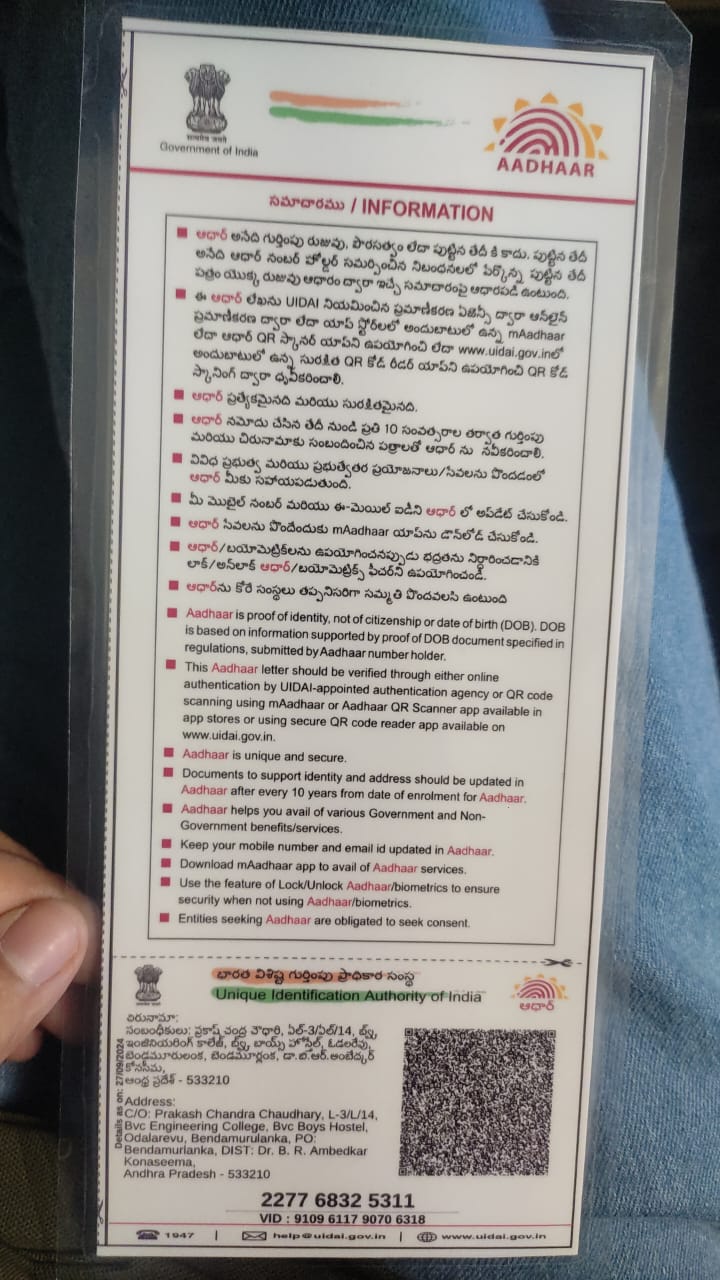 सत्यमेव जयते
Government of India
AADHAAR
సమాచారము / INFORMATION
ఆధార్ అనేది గుర్తింపు రుజువు, పౌరసత్వం లేదా పుట్టిన తేదీ కి కాదు. పుట్టిన తేదీ
అనేది ఆధార్ నంబర్ హోల్డర్ సమర్పించిన నిబంధనలలో పేర్కొన్న పుట్టిన తేదీ
పత్రం యొక్క రుజువు ఆధారం ద్వారా ఇచ్చే సమాచారంపై ఆధారపడి ఉంటుంది.
ఈ ఆధార్ లేఖను UIDAI నియమించిన ప్రమాణీకరణ ఏజెన్సీ ద్వారా ఆన్‌లైన్
ప్రమాణీకరణ ద్వారా లేదా యాప్ స్టోర్‌లలో అందుబాటులో ఉన్న mAadhaar
లేదా ఆధార్ QR స్కానర్ యాప్‌ని ఉపయోగించి లేదా www.uidai.gov.inలో
అందుబాటులో ఉన్న సురక్షిత QR కోడ్ రీడర్ యాప్‌ని ఉపయోగించి QR కోడ్
స్కానింగ్ ద్వారా ధృవీకరించాలి.
ఆధార్ ప్రత్యేకమైనది మరియు సురక్షితమైనది.
ఆధార్ నమోదు చేసిన తేదీ నుండి ప్రతి 10 సంవత్సరాల తర్వాత గుర్తింపు
మరియు చిరునామాకు సంబందించిన పత్రాలతో ఆధార్ ను నవీకరించాలి.
వివిధ ప్రభుత్వ మరియు ప్రభుత్వేతర ప్రయోజనాలు/సేవలను పొందడంలో
ఆధార్ మీకు సహాయపడుతుంది.
మీ మొబైల్ నంబర్ మరియు ఈ-మెయిల్ ఐడీని ఆధార్ లో అప్‌డేట్ చేసుకోండి.
ఆధార్ సేవలను పొందేందుకు mAadhaar యాప్‌ను డౌన్‌లోడ్ చేసుకోండి.
ఆధార్/బయోమెట్రిక్‌లను ఉపయోగించనప్పుడు భద్రతను నిర్ధారించడానికి
లాక్/అన్‌లాక్ ఆధార్/బయోమెట్రిక్స్ ఫీచర్‌ని ఉపయోగించండి.
ఆధార్‌ను కోరే సంస్థలు తప్పనిసరిగా సమ్మతి పొందవలసి ఉంటుంది
Aadhaar is proof of identity, not of citizenship or date of birth (DOB). DOB
is based on information supported by proof of DOB document specified in
regulations, submitted by Aadhaar number holder.
This Aadhaar letter should be verified through either online
authentication by UIDAI-appointed authentication agency or QR code
scanning using mAadhaar or Aadhaar QR Scanner app available in
app stores or using secure QR code reader app available on
www.uidai.gov.in.
Aadhaar is unique and secure.
Documents to support identity and address should be updated in
Aadhaar after every 10 years from date of enrolment for Aadhaar.
Aadhaar helps you avail of various Government and Non-
Government benefits/services.
Keep your mobile number and email id updated in Aadhaar.
Download mAadhaar app to avail of Aadhaar services.
Use the feature of Lock/Unlock Aadhaar/biometrics to ensure
security when not using Aadhaar/biometrics.
Entities seeking Aadhaar are obligated to seek consent.
భారత విశిష్ట గుర్తింపు ప్రాధికార సంస్థ
Unique Identification Authority of India
ఆధార్
Details as on: 27/09/2024
చిరునామా:
సంబంధీకులు: ప్రకాష్ చంద్ర చౌధారి, ఏల్-3/ఏల్/14, బ్వ్క్
ఇంజనీయరింగ్ కాలేజ్, బ్వ్క్ బాయ్స్ హాస్టేల్, ఓడలరేవు,
బెండమూరులంక, బెండమూర్లంక, డా.బి.ఆర్.అంబేద్కర్
కోనసీమ,
ఆంధ్ర ప్రదేశ్ - 533210
Address:
C/O: Prakash Chandra Chaudhary, L-3/L/14,
Bvc Engineering College, Bvc Boys Hostel,
Odalarevu, Bendamurulanka, PO:
Bendamurlanka, DIST: Dr. B. R. Ambedkar
Konaseema,
Andhra Pradesh - 533210
2277 6832 5311
VID : 9109 6117 9070 6318
1947 | help@uidai.gov.in | www.uidai.gov.in